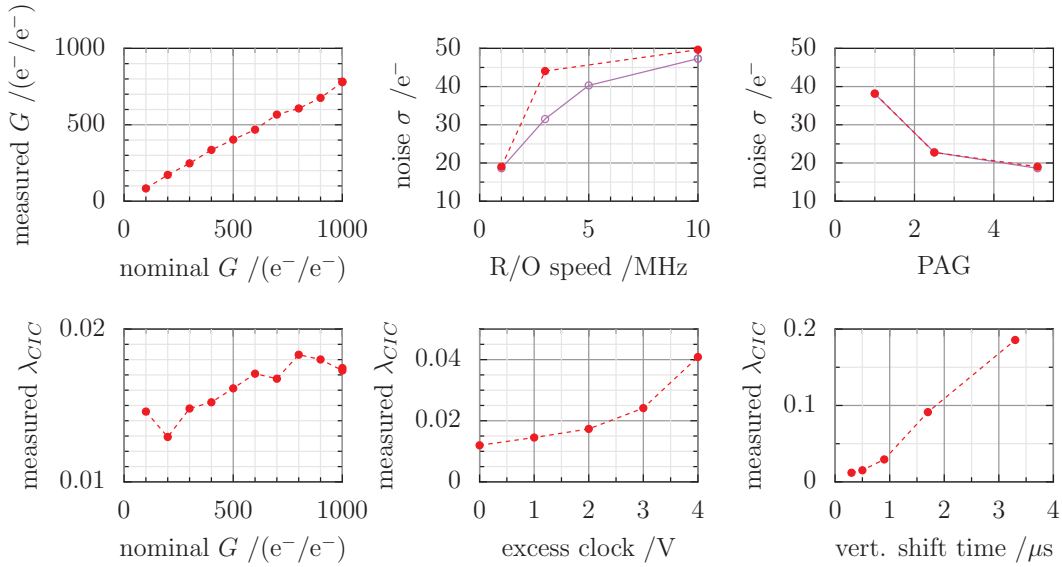 measured G /(e⁻/e⁻)
1000
500
0
0 500 1000
nominal G /(e⁻/e⁻)
noise σ /e⁻
50
40
30
20
10
0 5 10
R/O speed /MHz
noise σ /e⁻
50
40
30
20
10
0 2 4
PAG
measured λCIC
0.02
0.01
0 500 1000
nominal G /(e⁻/e⁻)
measured λCIC
0.04
0.02
0
0 1 2 3 4
excess clock /V
measured λCIC
0.2
0.1
0
0 1 2 3 4
vert. shift time /μs